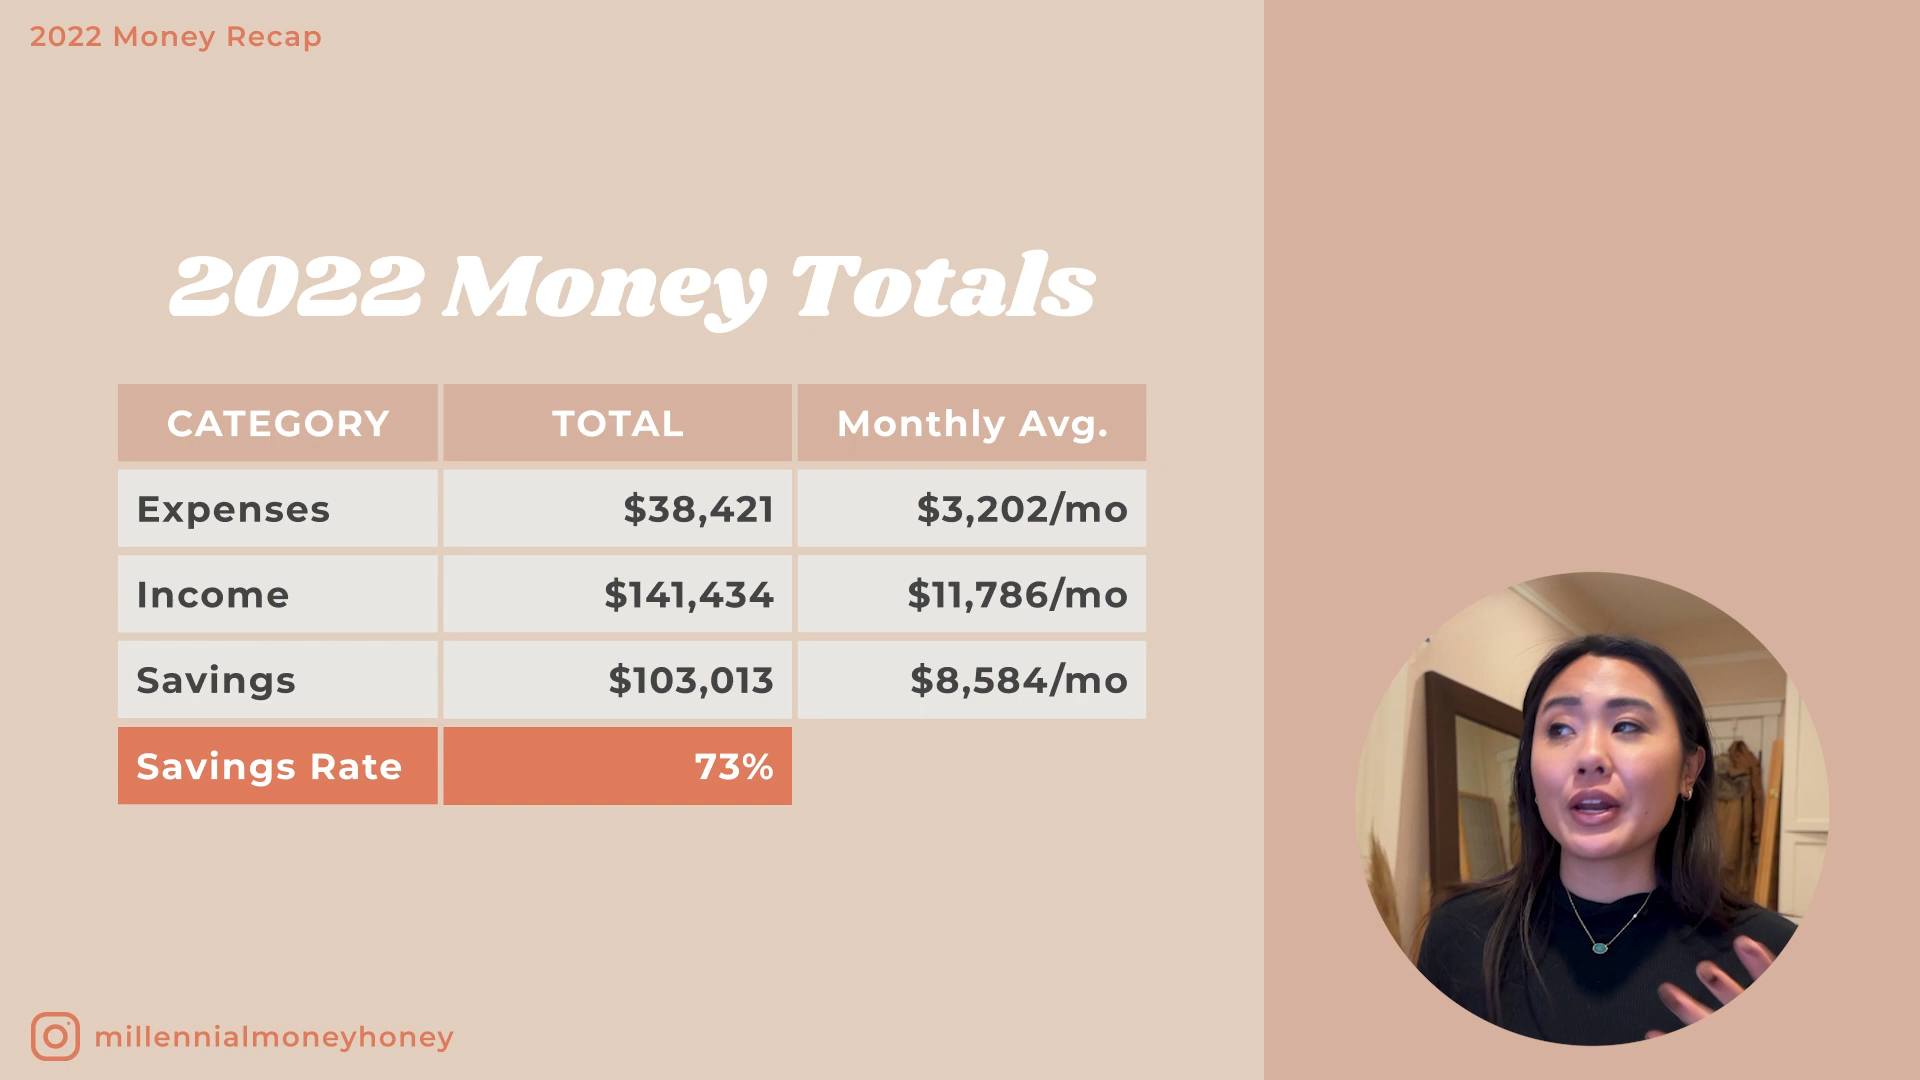 2022 Money Recap
2022 Money Totals
CATEGORY TOTAL Monthly Avg.
Expenses $38,421 $3,202/mo
Income $141,434 $11,786/mo
Savings $103,013 $8,584/mo
Savings Rate 73%
millennialmoneyhoney